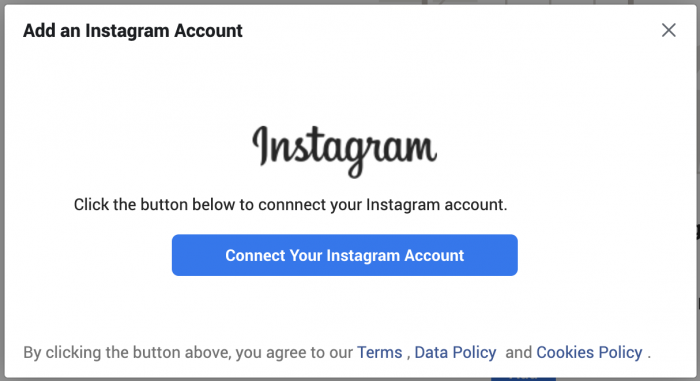 Add an Instagram Account
Instagram
Click the button below to connnect your Instagram account.
Connect Your Instagram Account
By clicking the button above, you agree to our Terms , Data Policy and Cookies Policy .